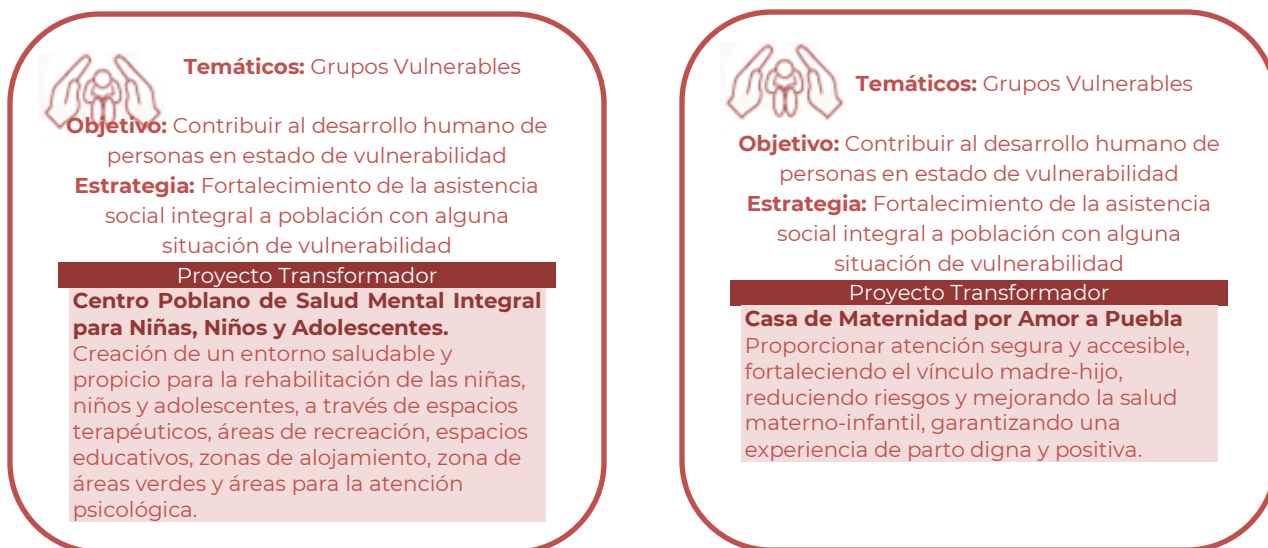 Temáticos: Grupos Vulnerables
Objetivo: Contribuir al desarrollo humano de
personas en estado de vulnerabilidad
Estrategia: Fortalecimiento de la asistencia
social integral a población con alguna
situación de vulnerabilidad
Proyecto Transformador
Centro Poblano de Salud Mental Integral
para Niñas, Niños y Adolescentes.
Creación de un entorno saludable y
propicio para la rehabilitación de las niñas,
niños y adolescentes, a través de espacios
terapéuticos, áreas de recreación, espacios
educativos, zonas de alojamiento, zona de
áreas verdes y áreas para la atención
psicológica.
Temáticos: Grupos Vulnerables
Objetivo: Contribuir al desarrollo humano de
personas en estado de vulnerabilidad
Estrategia: Fortalecimiento de la asistencia
social integral a población con alguna
situación de vulnerabilidad
Proyecto Transformador
Casa de Maternidad por Amor a Puebla
Proporcionar atención segura y accesible,
fortaleciendo el vínculo madre-hijo,
reduciendo riesgos y mejorando la salud
materno-infantil, garantizando una
experiencia de parto digna y positiva.